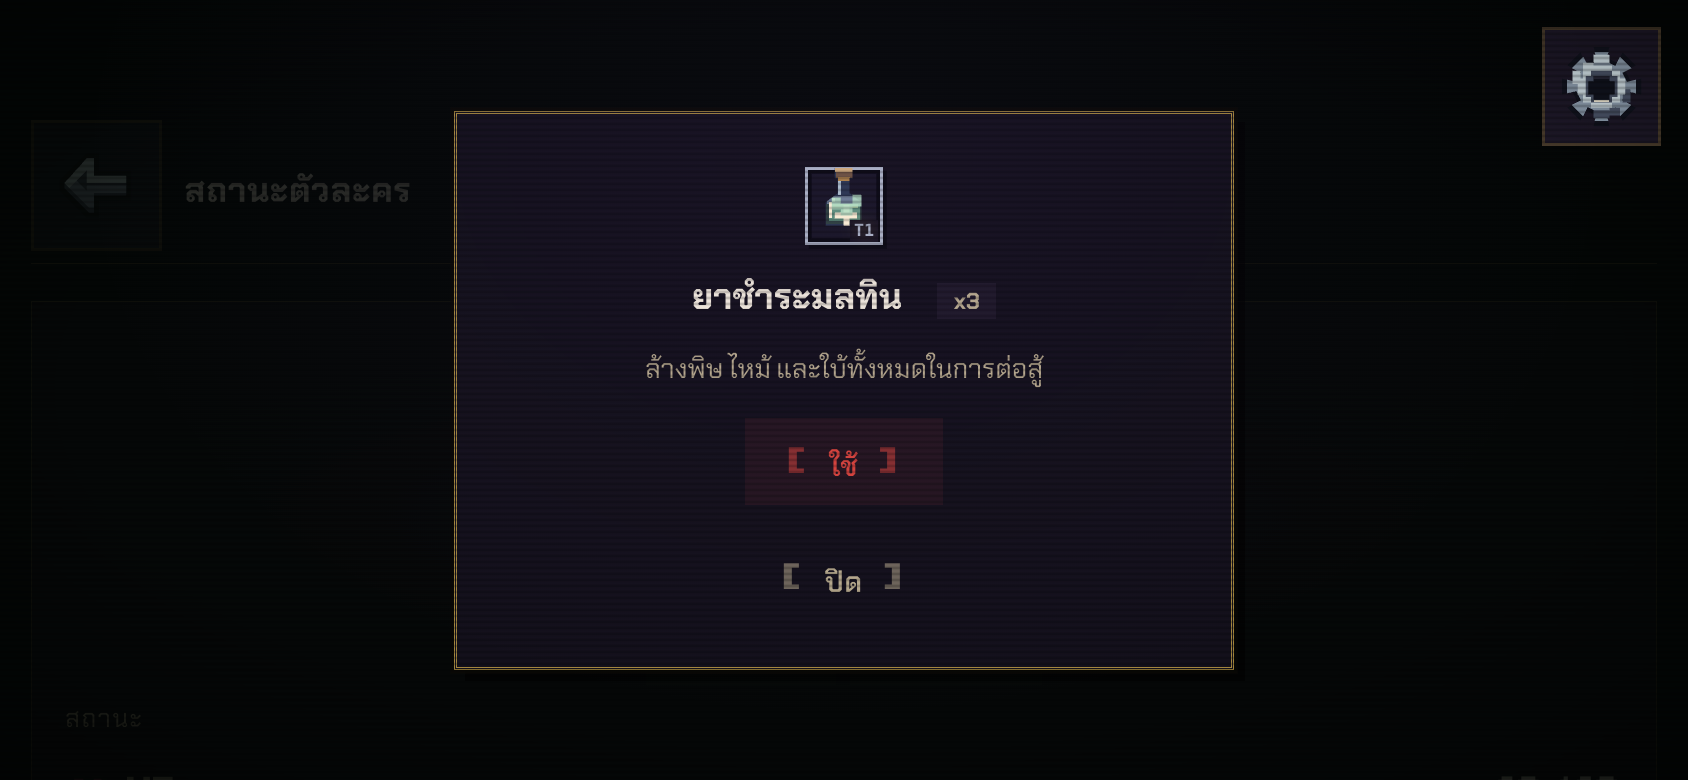 สถานะตัวละคร
T1
ยาชำระมลทิน x3
ล้างพิษ ไหม้ และใบ้ทั้งหมดในการต่อสู้
[ ใช้ ]
[ ปิด ]
สถานะ